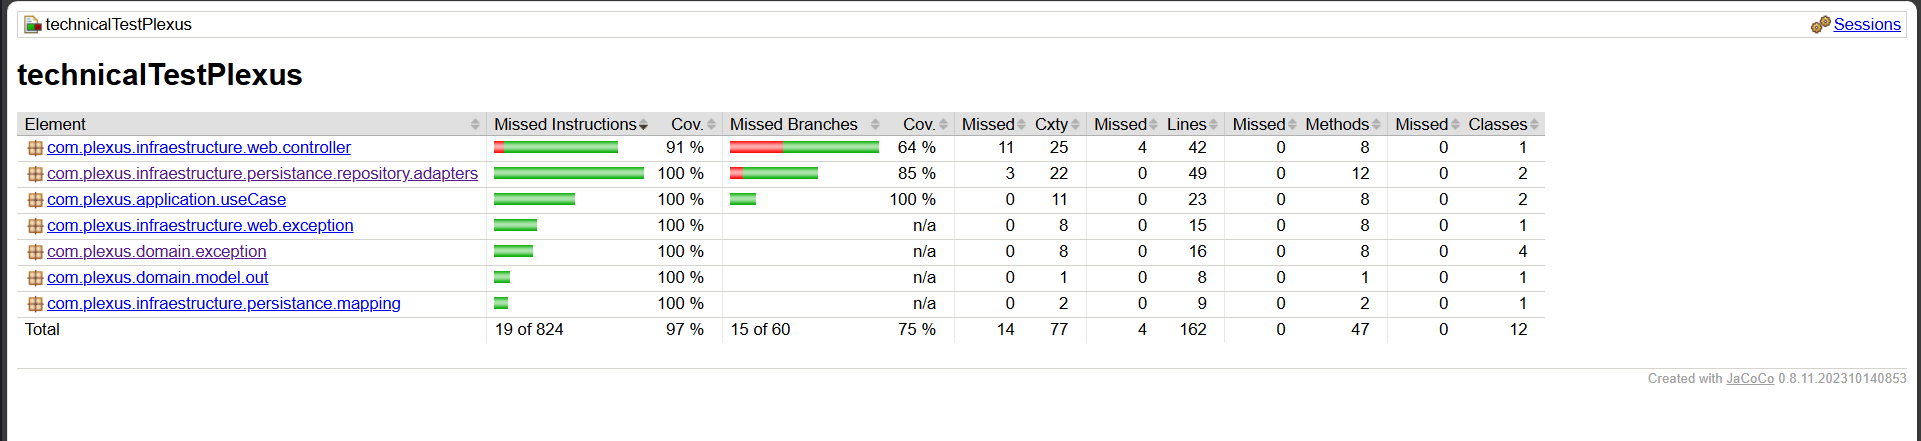 technicalTestPlexus Sessions
technicalTestPlexus
Element Missed Instructions Cov. Missed Branches Cov. Missed Cxty Missed Lines Missed Methods Missed Classes
com.plexus.infraestructure.web.controller 91 % 64 % 11 25 4 42 0 8 0 1
com.plexus.infraestructure.persistance.repository.adapters 100 % 85 % 3 22 0 49 0 12 0 2
com.plexus.application.useCase 100 % 100 % 0 11 0 23 0 8 0 2
com.plexus.infraestructure.web.exception 100 % n/a 0 8 0 15 0 8 0 1
com.plexus.domain.exception 100 % n/a 0 8 0 16 0 8 0 4
com.plexus.domain.model.out 100 % n/a 0 1 0 8 0 1 0 1
com.plexus.infraestructure.persistance.mapping 100 % n/a 0 2 0 9 0 2 0 1
Total 19 of 824 97 % 15 of 60 75 % 14 77 4 162 0 47 0 12
Created with JaCoCo 0.8.11.202310140853